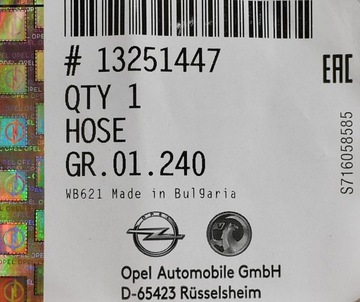 # 13251447
QTY 1
HOSE
GR.01.240
WB621 Made in Bulgaria
Opel Automobile GmbH
D-65423 Rüsselsheim
EAC
S716058585